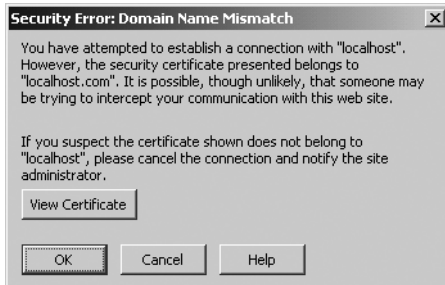 Security Error: Domain Name Mismatch
You have attempted to establish a connection with "localhost".
However, the security certificate presented belongs to
"localhost.com". It is possible, though unlikely, that someone may
be trying to intercept your communication with this web site.
If you suspect the certificate shown does not belong to
"localhost", please cancel the connection and notify the site
administrator.
View Certificate
OK Cancel Help